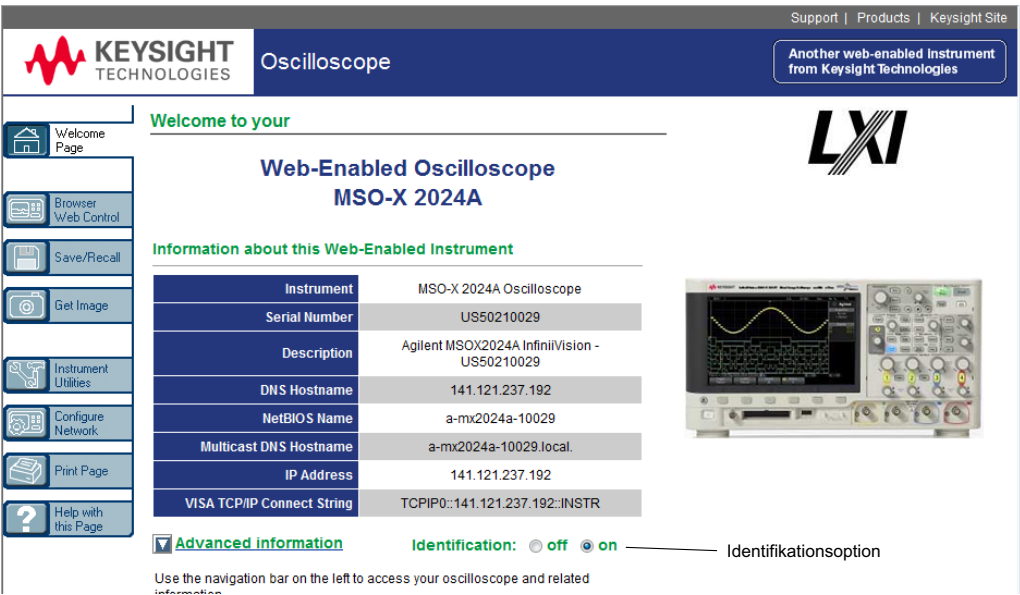 Support | Products | Keysight Site
KEYSIGHT
TECHNOLOGIES
Oscilloscope
Another web-enabled Instrument
from Keysight Technologies
Welcome
Page
Browser
Web Control
Save/Recall
Get Image
Instrument
Utilities
Configure
Network
Print Page
Help with
this Page
Welcome to your
LXI
Web-Enabled Oscilloscope
MSO-X 2024A
Information about this Web-Enabled Instrument
Instrument MSO-X 2024A Oscilloscope
Serial Number US50210029
Description Agilent MSOX2024A InfiniiVision -
US50210029
DNS Hostname 141.121.237.192
NetBIOS Name a-mx2024a-10029
Multicast DNS Hostname a-mx2024a-10029.local.
IP Address 141.121.237.192
VISA TCP/IP Connect String TCPIP0::141.121.237.192::INSTR
Advanced information Identification: off on Identifikationsoption
Use the navigation bar on the left to access your oscilloscope and related